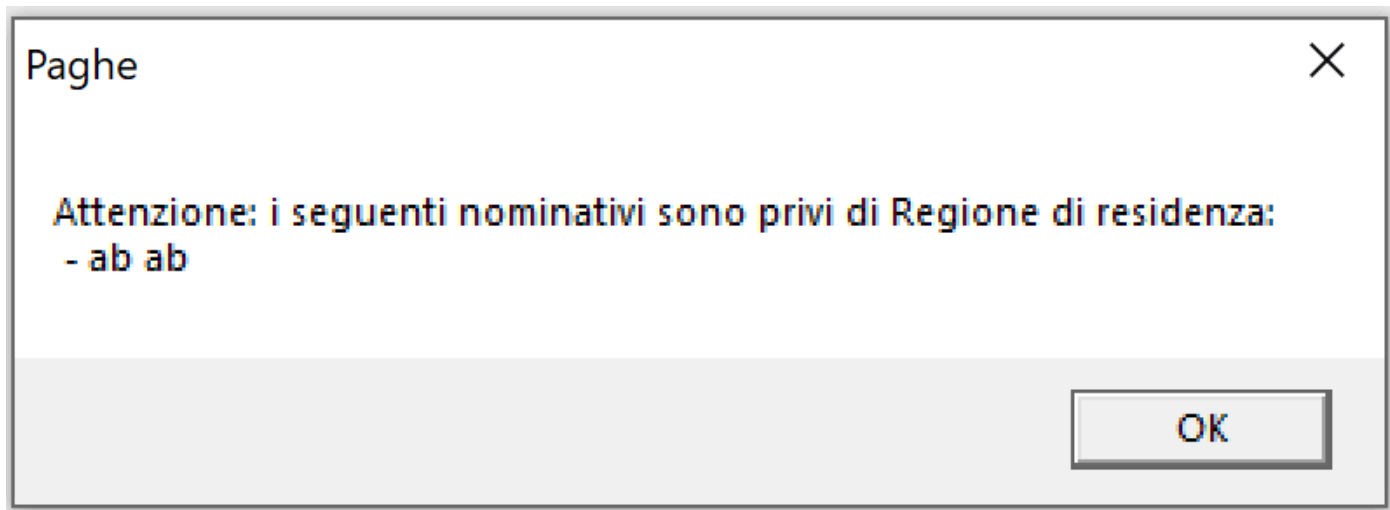 Paghe
Attenzione: i seguenti nominativi sono privi di Regione di residenza:
- ab ab
OK